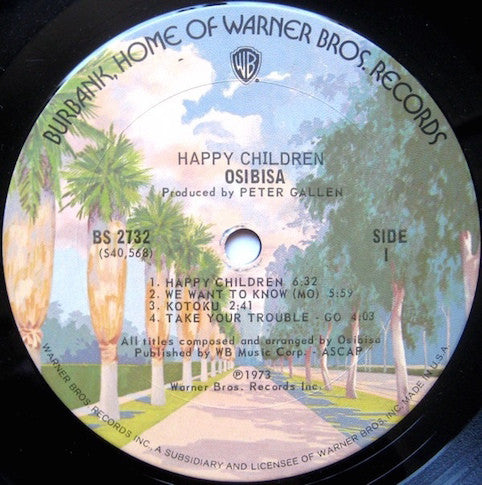 BURBANK, HOME OF WARNER BROS. RECORDS
WB
HAPPY CHILDREN
OSIBISA
Produced by PETER GALLEN
BS 2732
(S40,568)
SIDE
1
1. HAPPY CHILDREN 6:32
2. WE WANT TO KNOW (MO) 5:59
3. KOTOKU 2:41
4. TAKE YOUR TROUBLE - GO 4:03
All titles composed and arranged by Osibisa
Published by WB Music Corp. - ASCAP
℗1973
Warner Bros. Records Inc.
WARNER BROS. RECORDS INC., A SUBSIDIARY AND LICENSEE OF WARNER BROS. INC. MADE IN U.S.A.